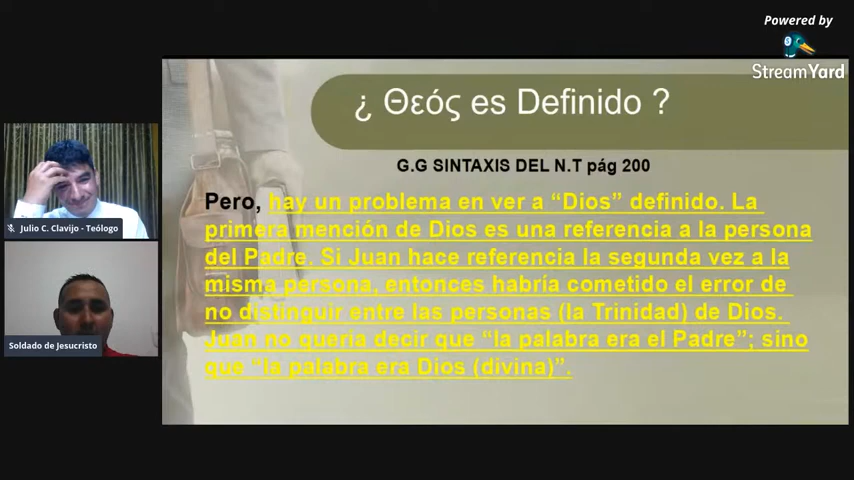 Powered by
StreamYard
¿ Θεός es Definido ?
G.G SINTAXIS DEL N.T pág 200
Pero, hay un problema en ver a “Dios” definido. La
primera mención de Dios es una referencia a la persona
del Padre. Si Juan hace referencia la segunda vez a la
misma persona, entonces habría cometido el error de
no distinguir entre las personas (la Trinidad) de Dios.
Juan no quería decir que “la palabra era el Padre”; sino
que “la palabra era Dios (divina)”.
Julio C. Clavijo - Teólogo
Soldado de Jesucristo